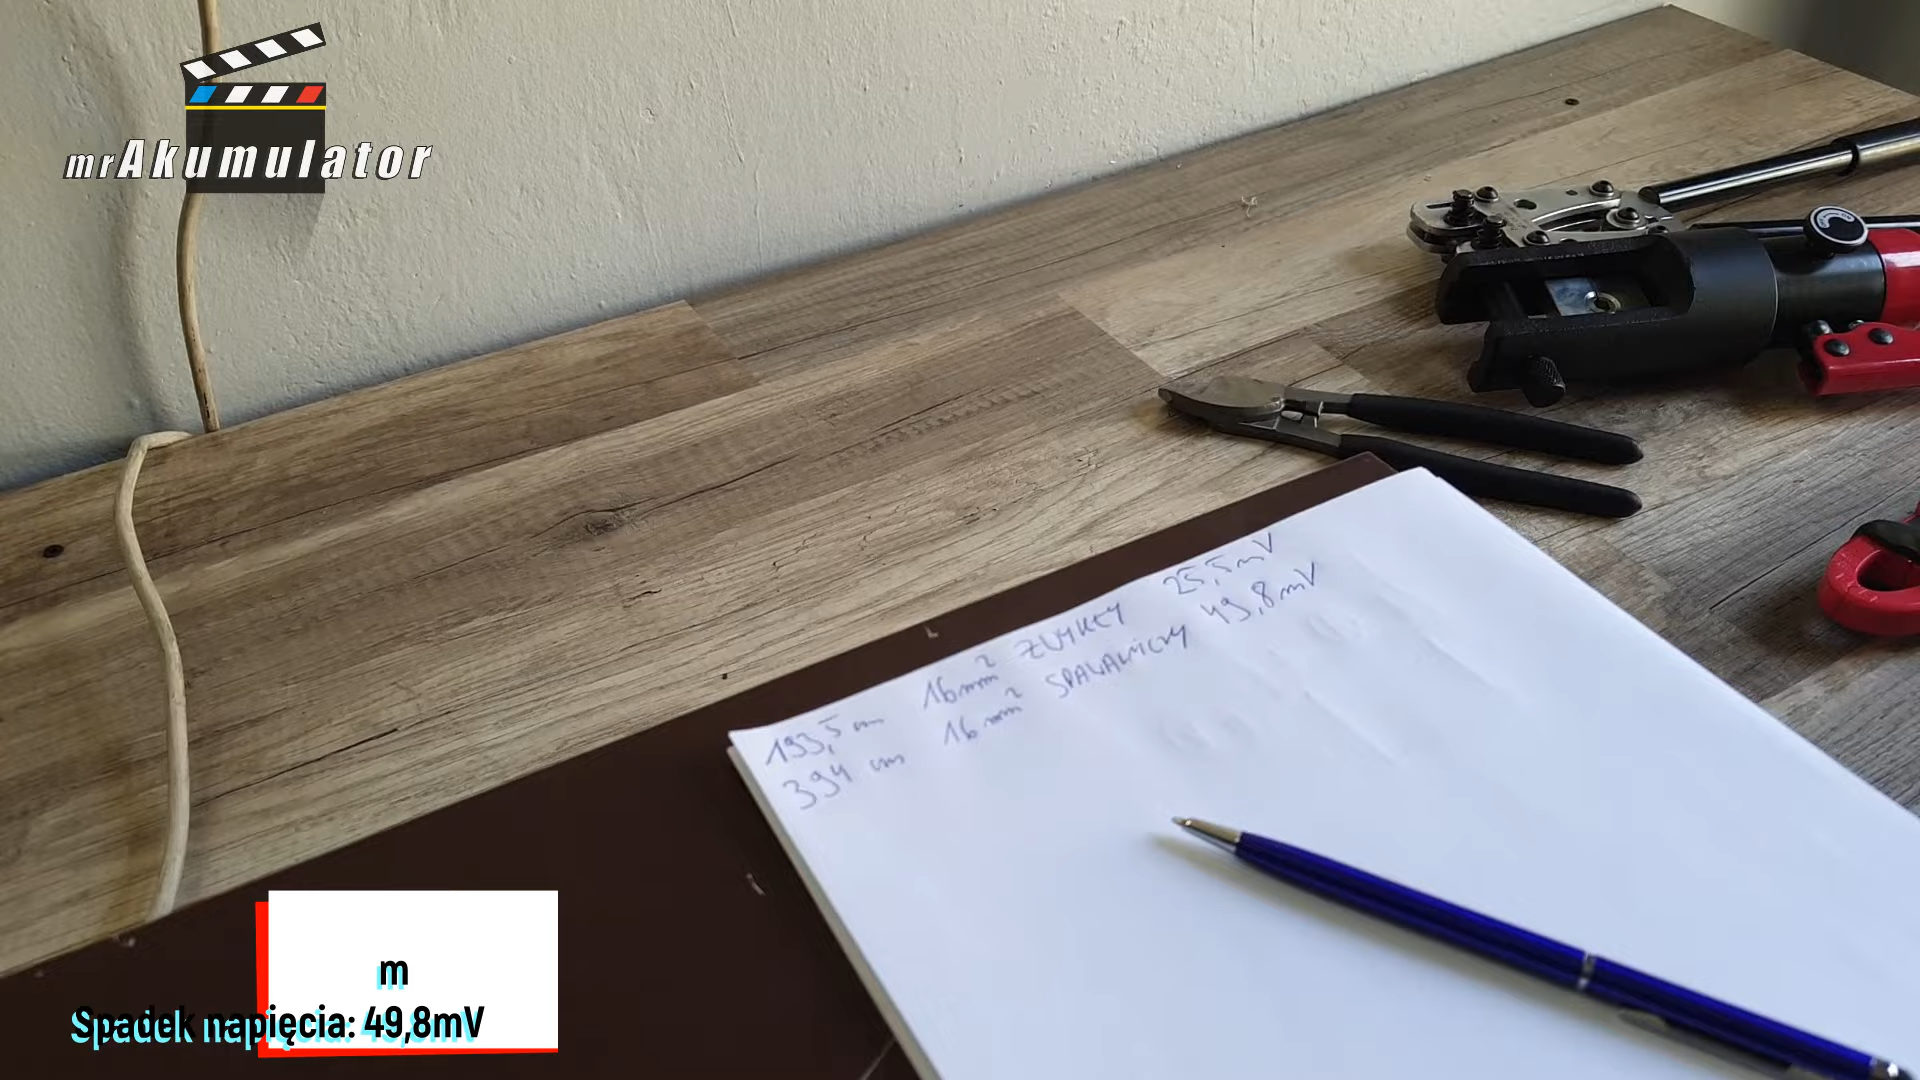 mrAkumulator
193,5 cm 16mm² ZWYKŁY 25,5mV
394 cm 16mm² SPAWALNICZY 49,8mV
m
Spadek napięcia: 49,8mV